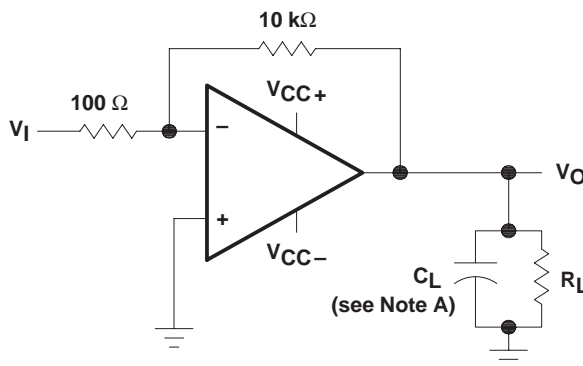 10 kΩ
100 Ω
VCC+
VI
−
VO
+
VCC−
CL
RL
(see Note A)